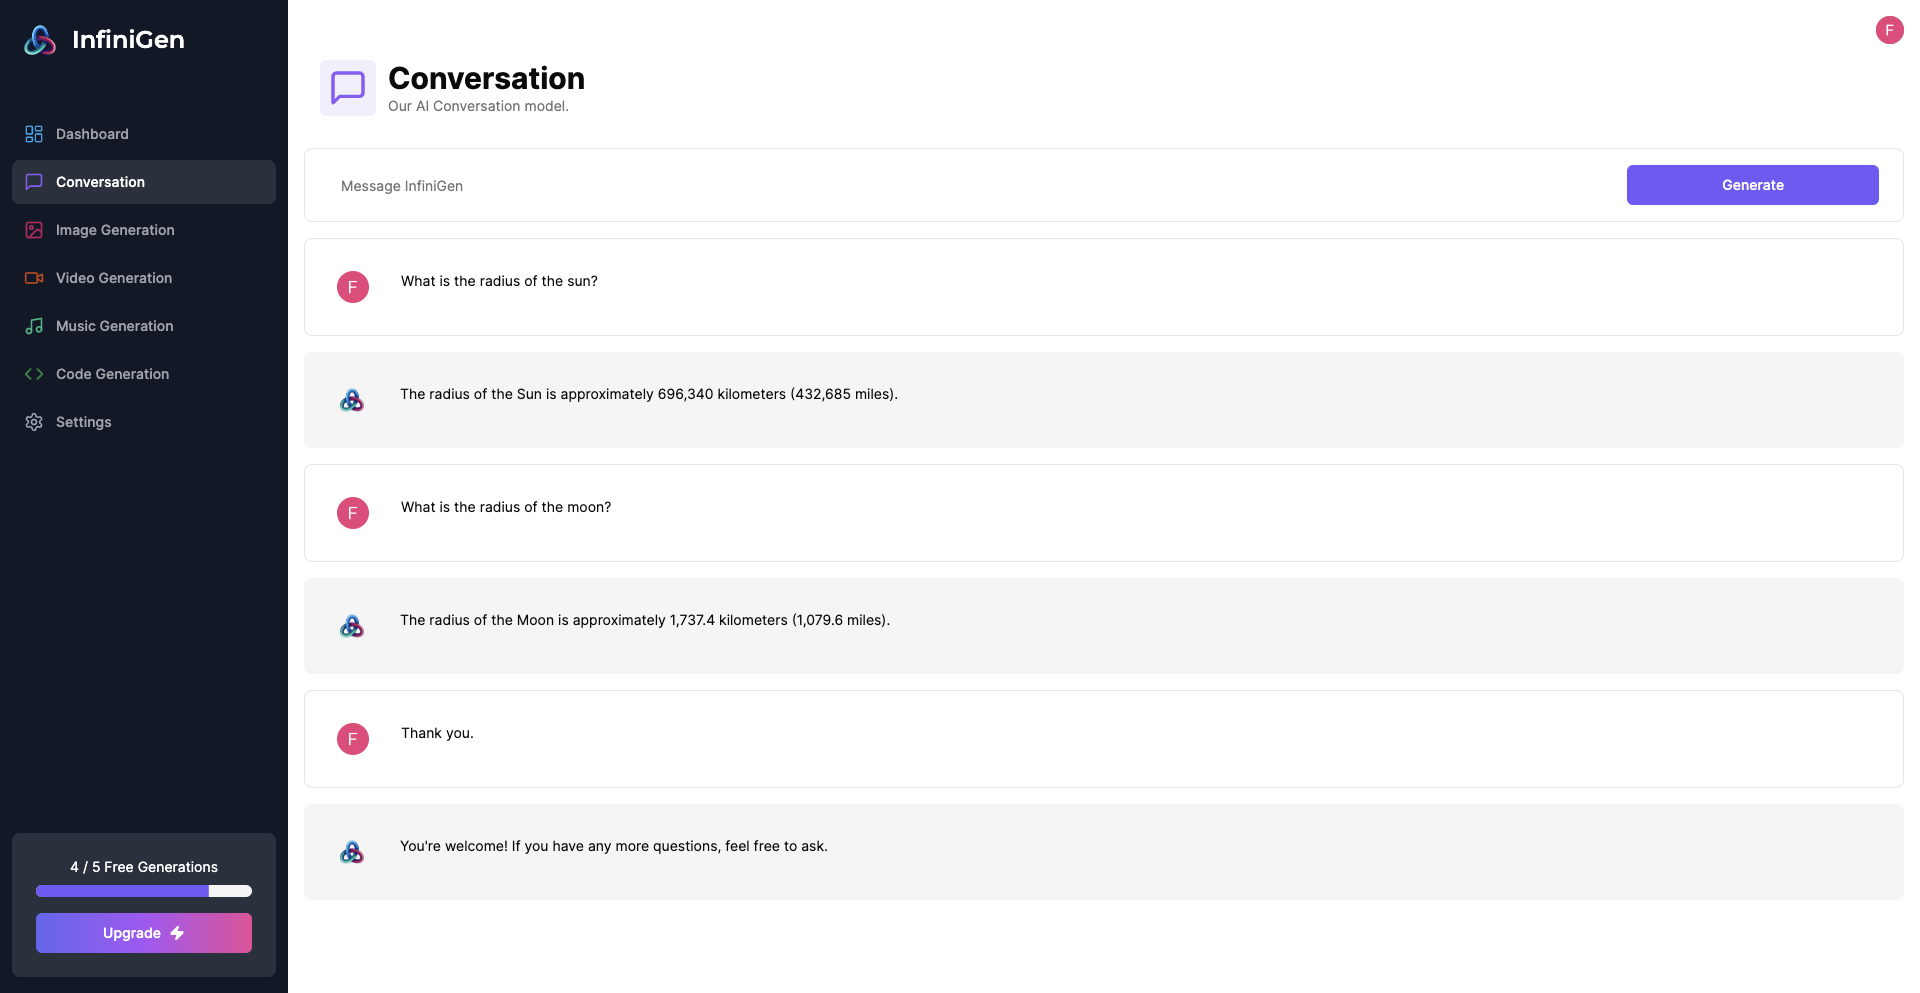 InfiniGen
Dashboard
Conversation
Image Generation
Video Generation
Music Generation
Code Generation
Settings
4 / 5 Free Generations
Upgrade
F
Conversation
Our AI Conversation model.
Message InfiniGen
Generate
F
What is the radius of the sun?
The radius of the Sun is approximately 696,340 kilometers (432,685 miles).
F
What is the radius of the moon?
The radius of the Moon is approximately 1,737.4 kilometers (1,079.6 miles).
F
Thank you.
You're welcome! If you have any more questions, feel free to ask.